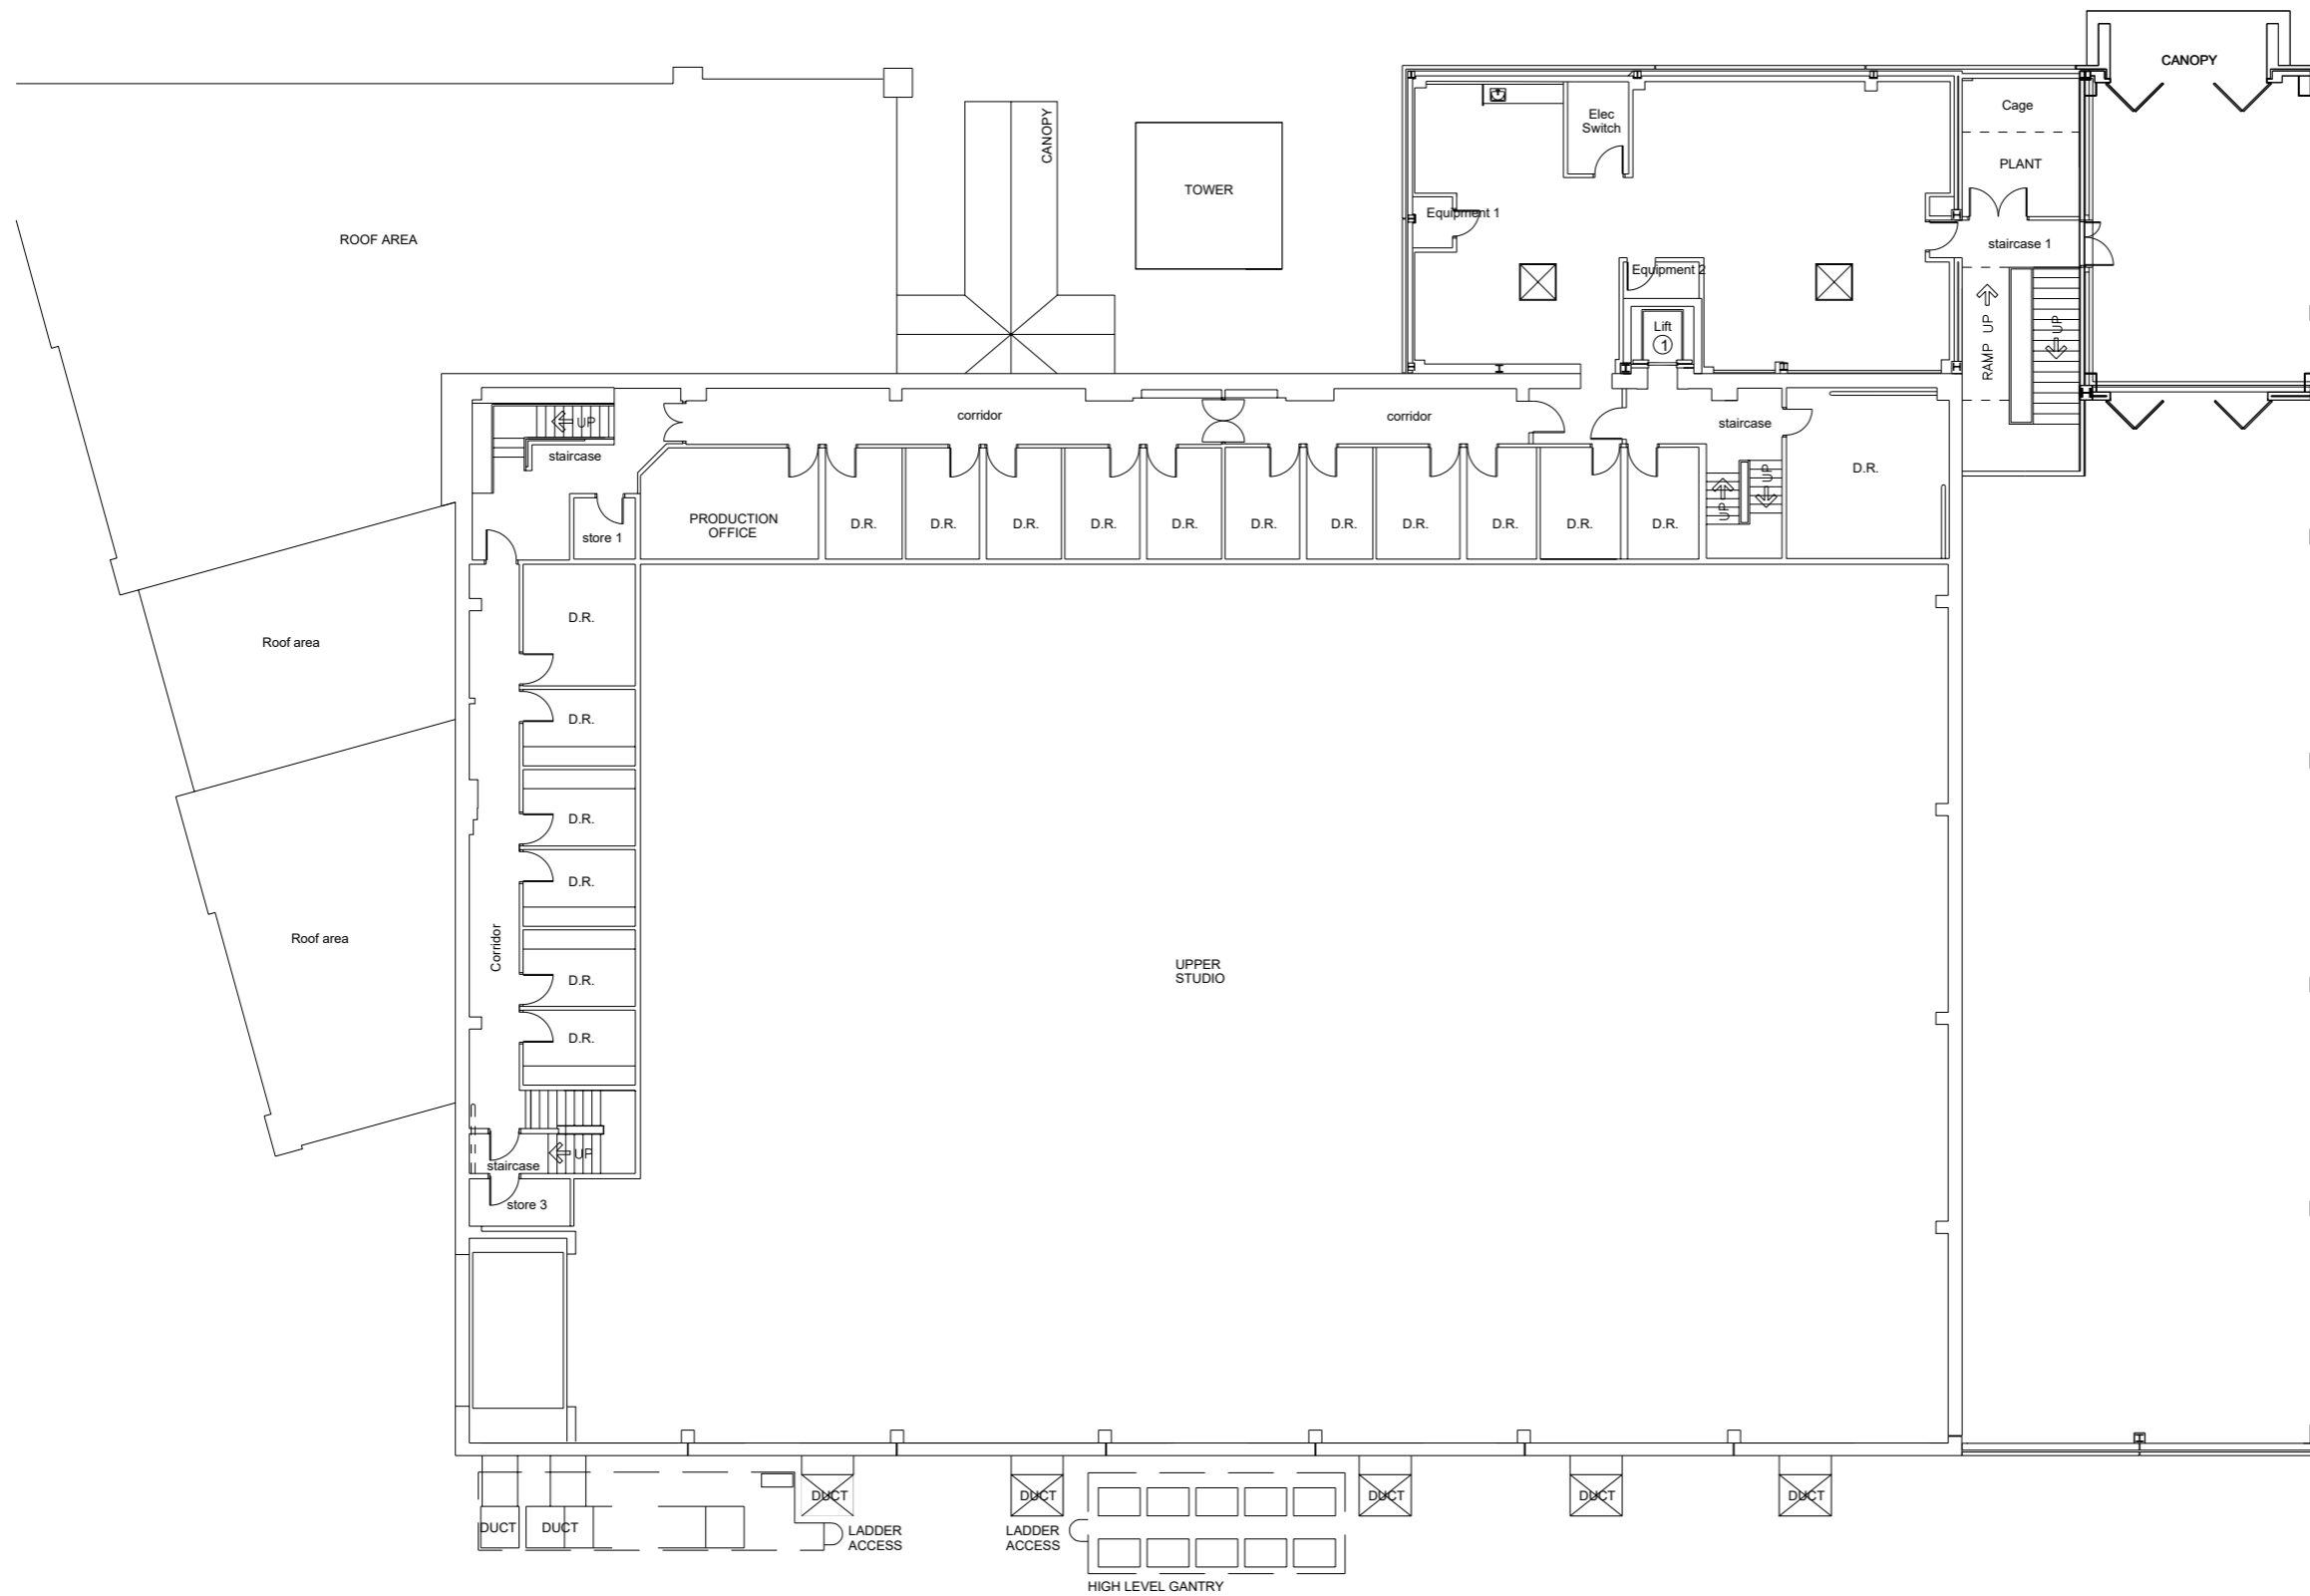 CANOPY
Cage
Elec
Switch
CANOPY
PLANT
TOWER
Equipment 1
ROOF AREA
staircase 1
Equipment 2
Lift
1
RAMP UP
UP
corridor
corridor
UP
staircase
staircase
D.R.
UP
UP
PRODUCTION
OFFICE
D.R.
D.R.
D.R.
D.R.
D.R.
D.R.
D.R.
D.R.
D.R.
D.R.
D.R.
store 1
D.R.
Roof area
D.R.
D.R.
D.R.
Roof area
Corridor
UPPER
STUDIO
D.R.
D.R.
UP
staircase
store 3
DUCT
DUCT
DUCT
DUCT
DUCT
DUCT
DUCT
LADDER
ACCESS
LADDER
ACCESS
HIGH LEVEL GANTRY